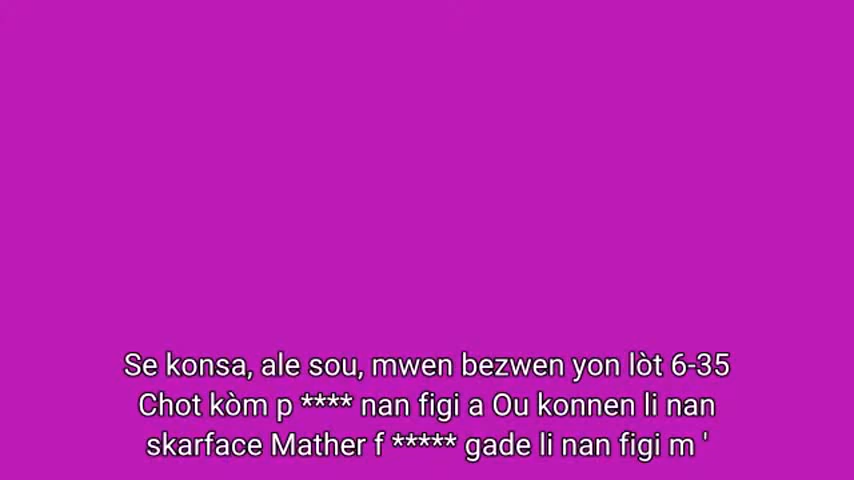 Se konsa, ale sou, mwen bezwen yon lòt 6-35
Chot kòm p **** nan figi a Ou konnen li nan
skarface Mather f ***** gade li nan figi m '